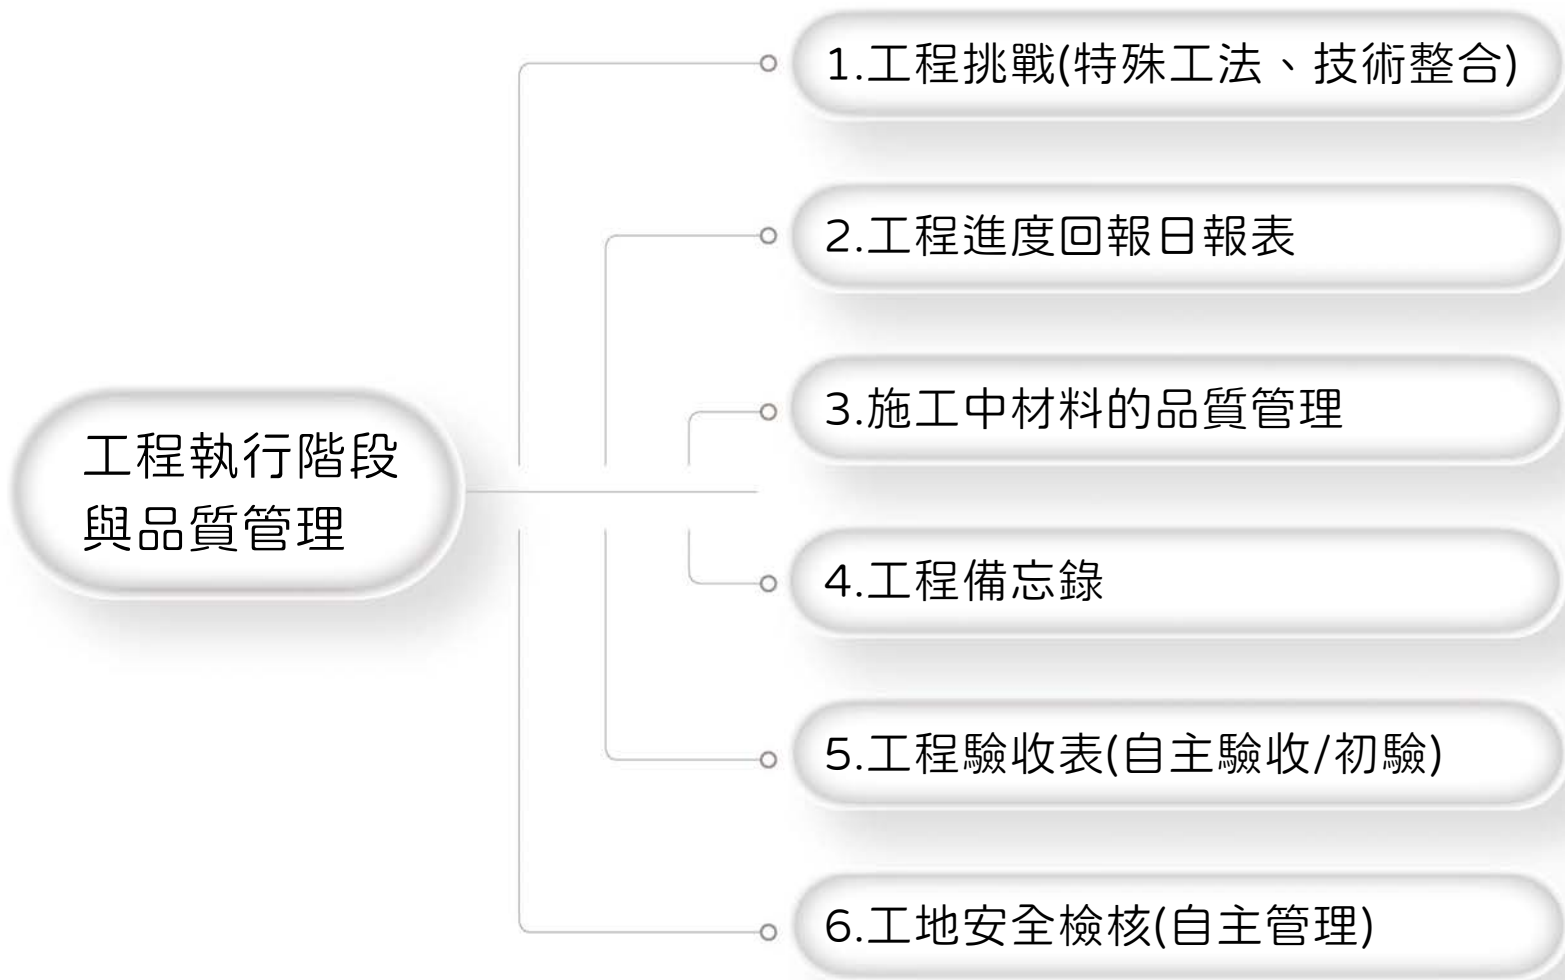 工程執行階段
與品質管理
1.工程挑戰(特殊工法、技術整合)
2.工程進度回報日報表
3.施工中材料的品質管理
4.工程備忘錄
5.工程驗收表(自主驗收/初驗)
6.工地安全檢核(自主管理)